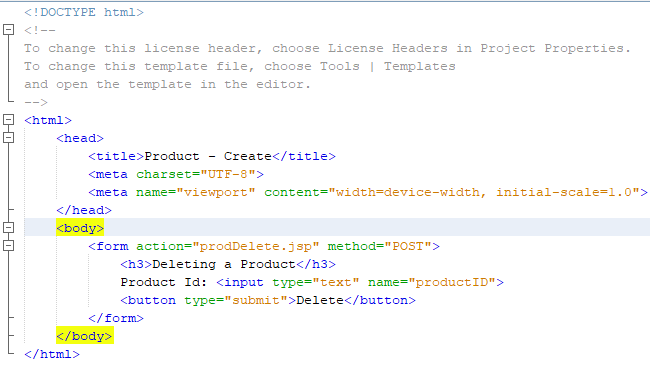 <!DOCTYPE html>
<!--
To change this license header, choose License Headers in Project Properties.
To change this template file, choose Tools | Templates
and open the template in the editor.
-->
<html>
<head>
<title>Product - Create</title>
<meta charset="UTF-8">
<meta name="viewport" content="width=device-width, initial-scale=1.0">
</head>
<body>
<form action="prodDelete.jsp" method="POST">
<h3>Deleting a Product</h3>
Product Id: <input type="text" name="productID">
<button type="submit">Delete</button>
</form>
</body>
</html>